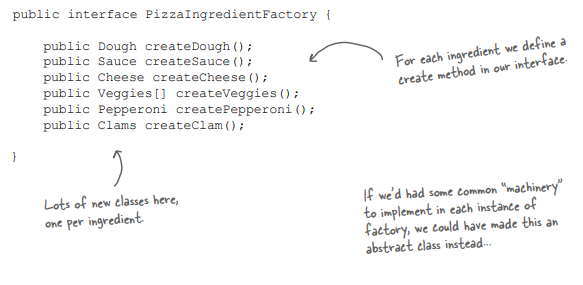 public interface PizzaIngredientFactory {
public Dough createDough();
public Sauce createSauce();
public Cheese createCheese();
public Veggies[] createVeggies();
public Pepperoni createPepperoni();
public Clams createClam();
}
For each ingredient we define a
create method in our interface.
Lots of new classes here,
one per ingredient.
If we'd had some common "machinery"
to implement in each instance of
factory, we could have made this an
abstract class instead...